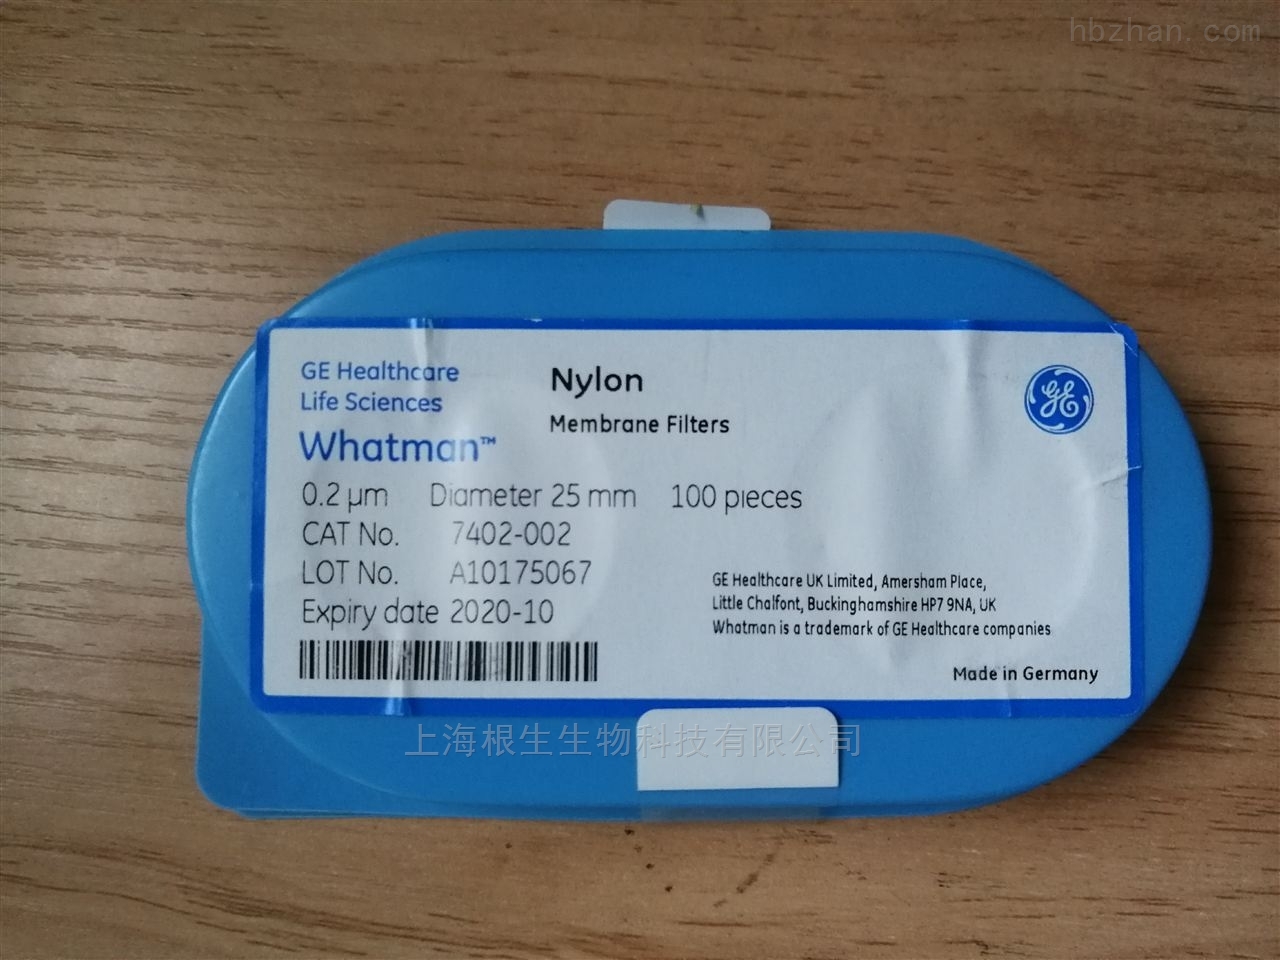 hbzhan.com
GE Healthcare
Life Sciences
Whatman™
Nylon
Membrane Filters
GE
0.2 µm Diameter 25 mm 100 pieces
CAT No. 7402-002
LOT No. A10175067
Expiry date 2020-10
GE Healthcare UK Limited, Amersham Place,
Little Chalfont, Buckinghamshire HP7 9NA, UK
Whatman is a trademark of GE Healthcare companies
Made in Germany
上海根生生物科技有限公司